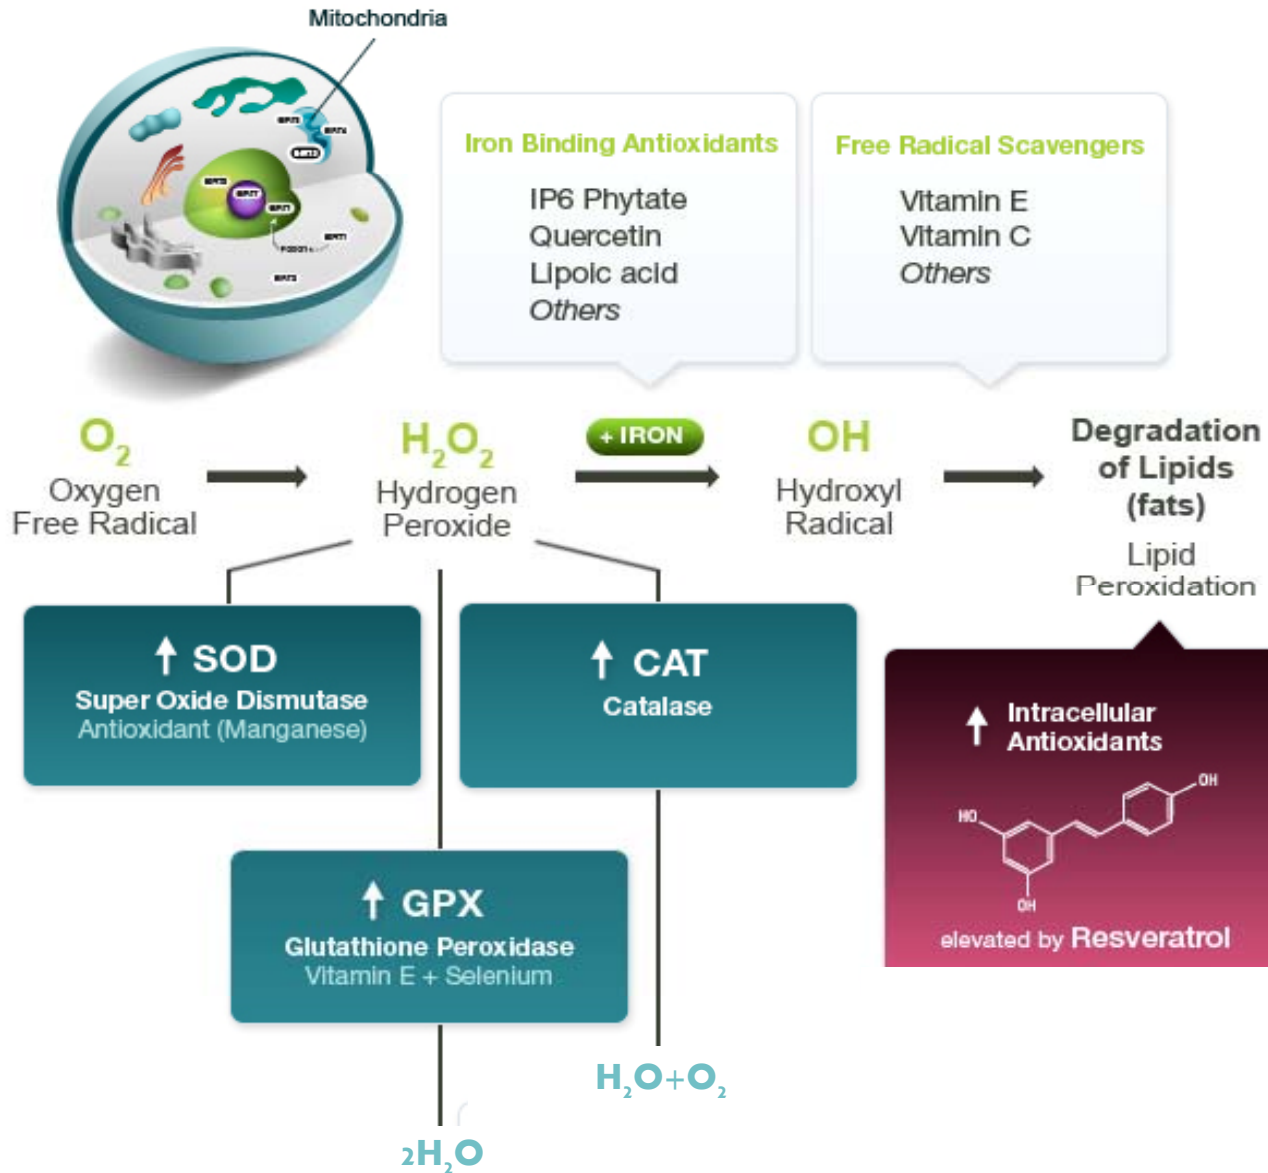 Mitochondria
Iron Binding Antioxidants
IP6 Phytate
Quercetin
Lipoic acid
Others
Free Radical Scavengers
Vitamin E
Vitamin C
Others
O₂
Oxygen
Free Radical
H₂O₂
Hydrogen
Peroxide
+ IRON
OH
Hydroxyl
Radical
Degradation
of Lipids
(fats)
Lipid
Peroxidation
SOD
Super Oxide Dismutase
Antioxidant (Manganese)
CAT
Catalase
GPX
Glutathione Peroxidase
Vitamin E + Selenium
Intracellular
Antioxidants
OH
HO
OH
elevated by Resveratrol
H₂O+O₂
2H₂O